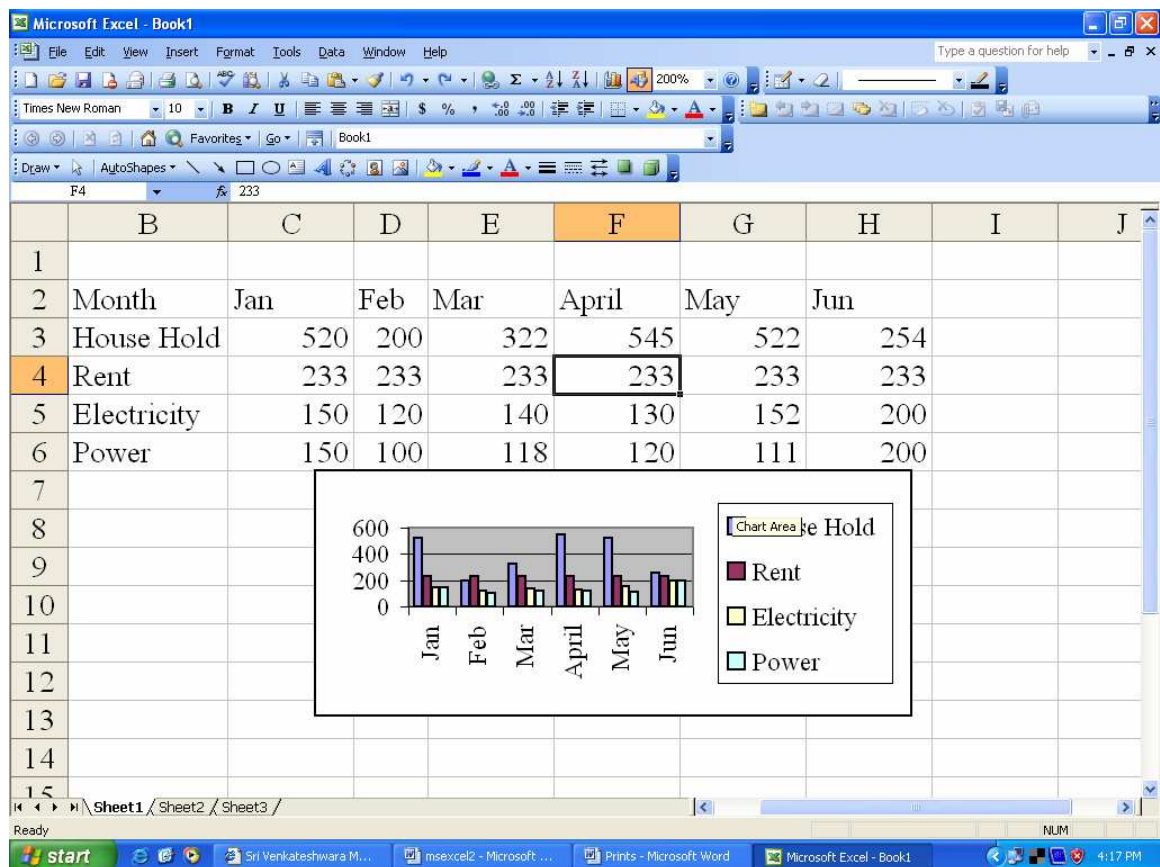 Microsoft Excel - Book1
File Edit View Insert Format Tools Data Window Help Type a question for help
200%
Times New Roman 10 B I U $ % ,
Favorites Go Book1
Draw AutoShapes
F4 fx 233
B C D E F G H I J
1
2 Month Jan Feb Mar April May Jun
3 House Hold 520 200 322 545 522 254
4 Rent 233 233 233 233 233 233
5 Electricity 150 120 140 130 152 200
6 Power 150 100 118 120 111 200
7
8
9
10
11
12
13
14
15
600
400
200
0
Jan Feb Mar April May Jun
Chart Area e Hold
Rent
Electricity
Power
Sheet1 Sheet2 Sheet3
Ready NUM
start Sri Venkateshwara M... msexcel2 - Microsoft ... Prints - Microsoft Word Microsoft Excel - Book1 4:17 PM